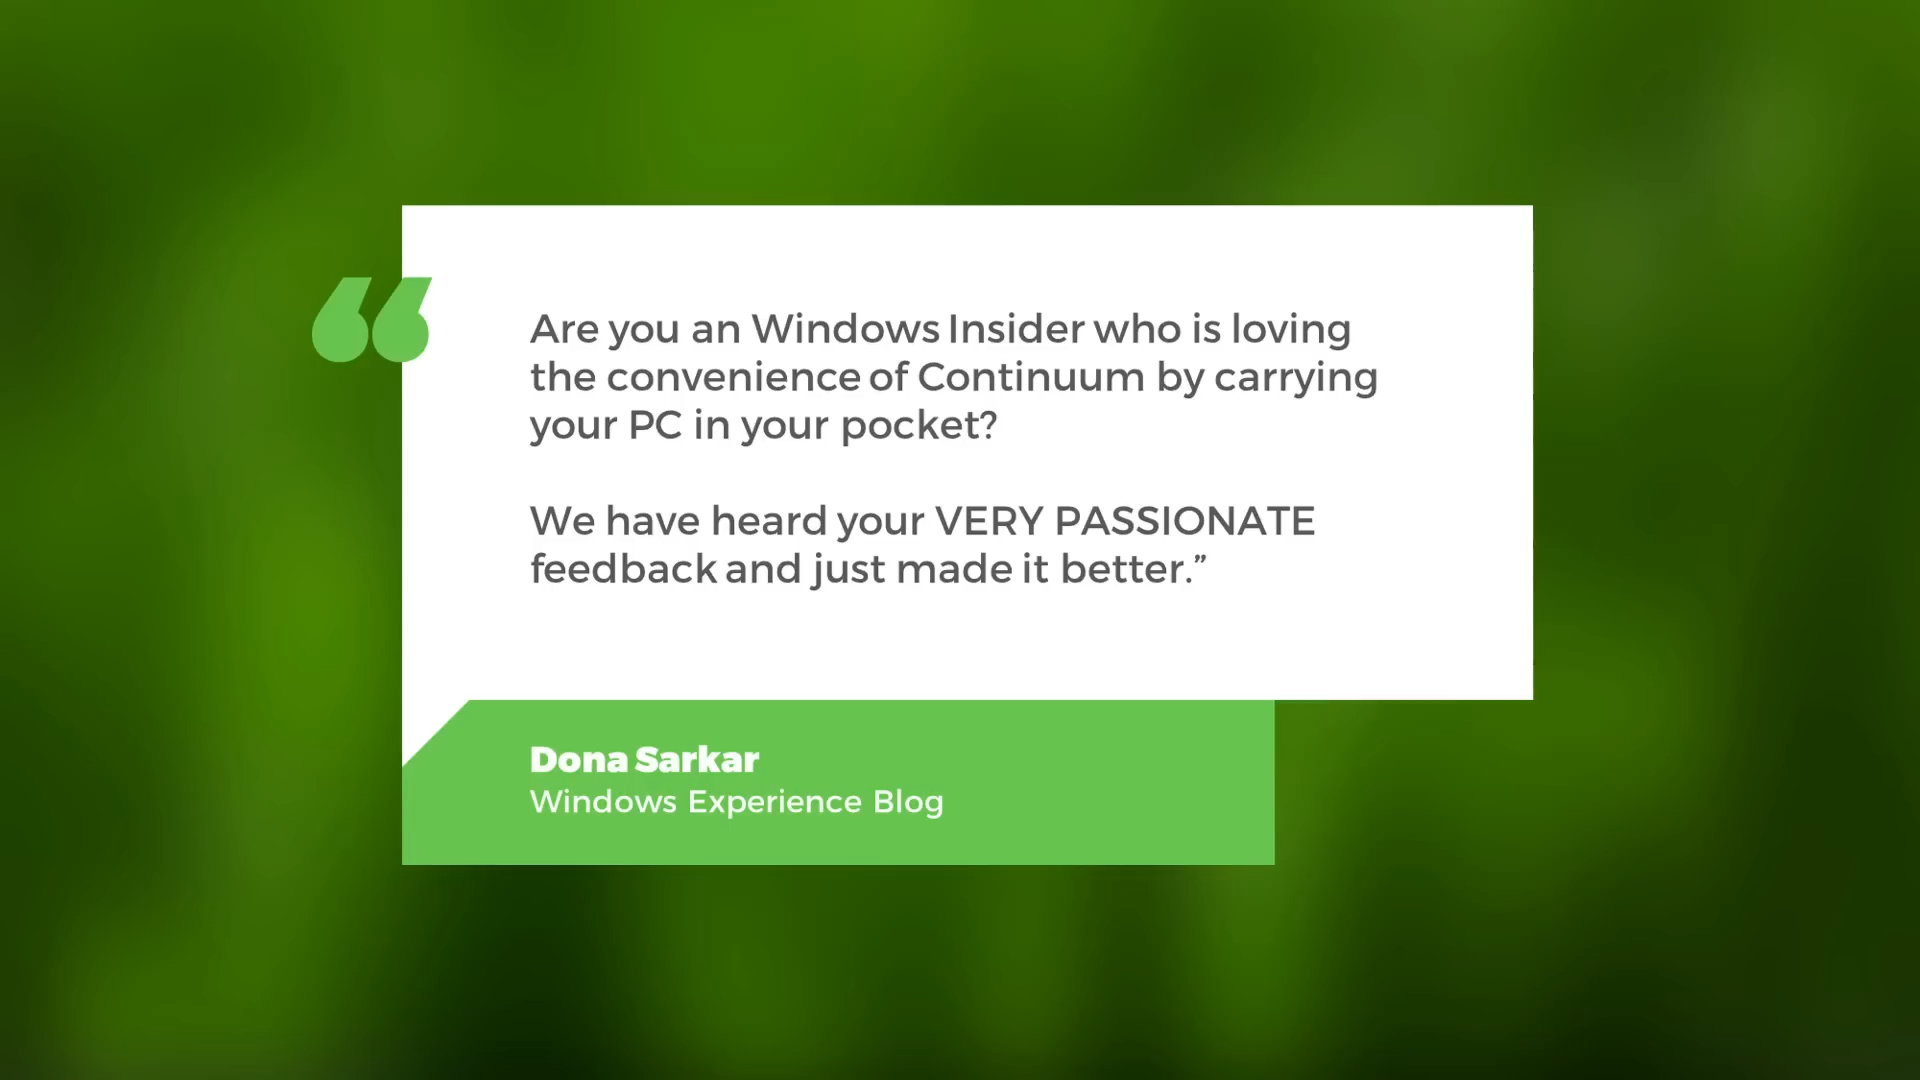 “
Are you an Windows Insider who is loving
the convenience of Continuum by carrying
your PC in your pocket?
We have heard your VERY PASSIONATE
feedback and just made it better.”
Dona Sarkar
Windows Experience Blog